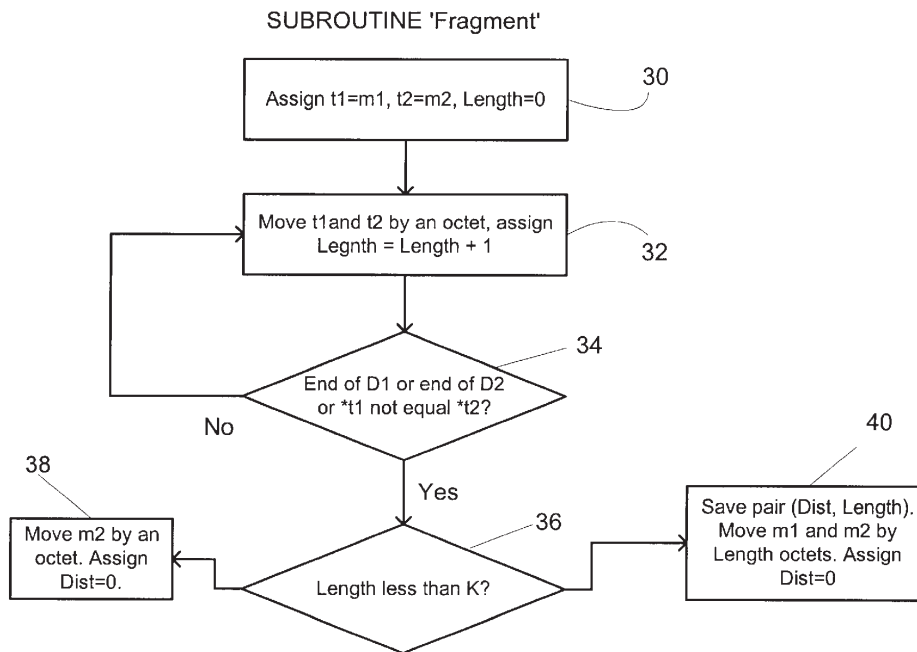 SUBROUTINE 'Fragment'
30
Assign t1=m1, t2=m2, Length=0
Move t1and t2 by an octet, assign
Legnth = Length + 1
32
34
End of D1 or end of D2
or *t1 not equal *t2?
No
Yes
38
Move m2 by an
octet. Assign
Dist=0.
36
Length less than K?
40
Save pair (Dist, Length).
Move m1 and m2 by
Length octets. Assign
Dist=0